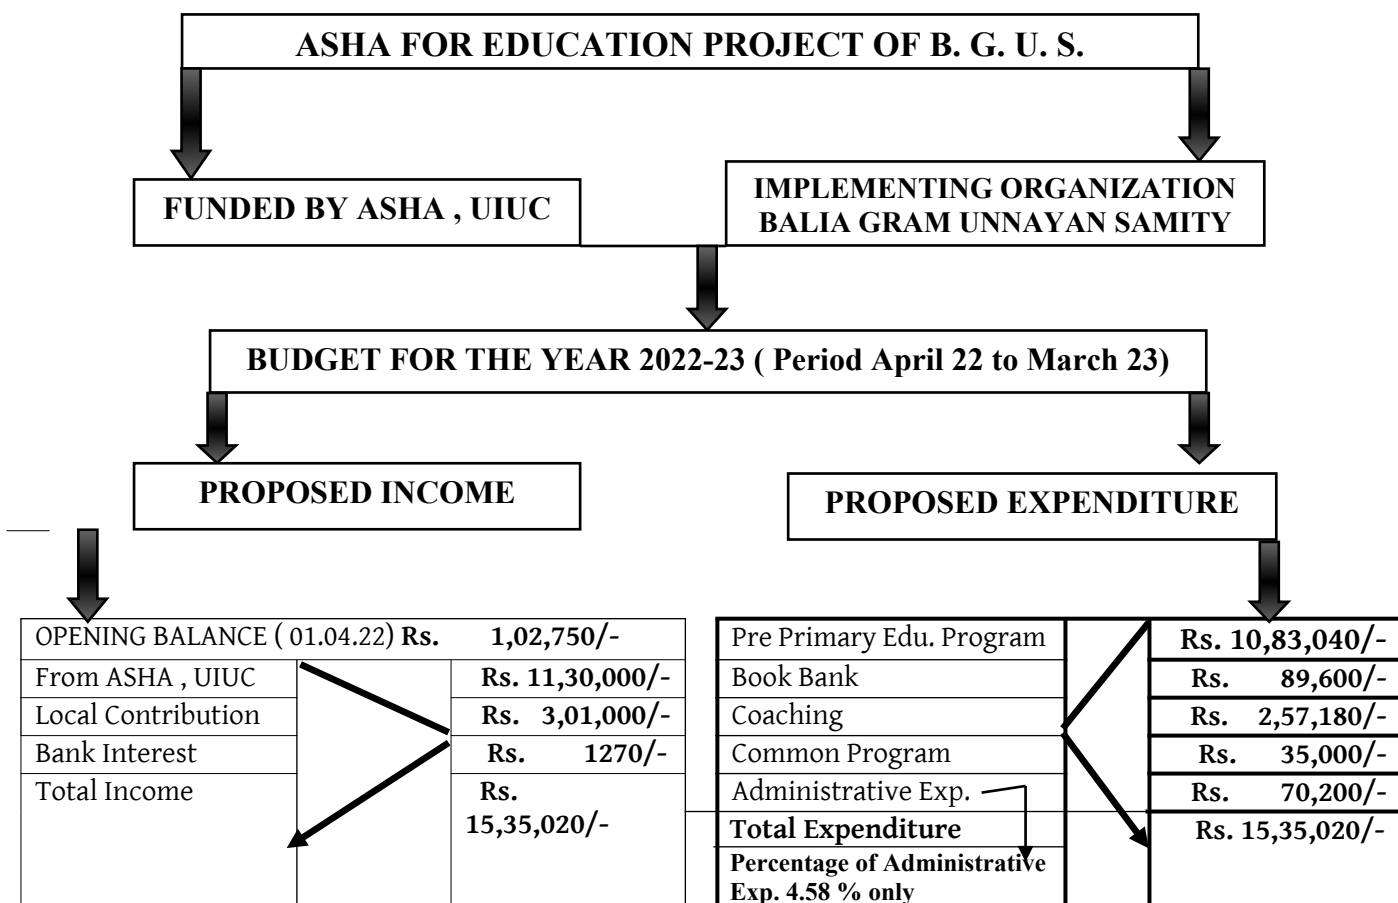 ASHA FOR EDUCATION PROJECT OF B. G. U. S.
FUNDED BY ASHA , UIUC
IMPLEMENTING ORGANIZATION
BALIA GRAM UNNAYAN SAMITY
BUDGET FOR THE YEAR 2022-23 ( Period April 22 to March 23)
PROPOSED INCOME
PROPOSED EXPENDITURE
OPENING BALANCE ( 01.04.22) Rs. 1,02,750/-
From ASHA , UIUC Rs. 11,30,000/-
Local Contribution Rs. 3,01,000/-
Bank Interest Rs. 1270/-
Total Income Rs.
15,35,020/-
Pre Primary Edu. Program Rs. 10,83,040/-
Book Bank Rs. 89,600/-
Coaching Rs. 2,57,180/-
Common Program Rs. 35,000/-
Administrative Exp. Rs. 70,200/-
Total Expenditure Rs. 15,35,020/-
Percentage of Administrative
Exp. 4.58 % only